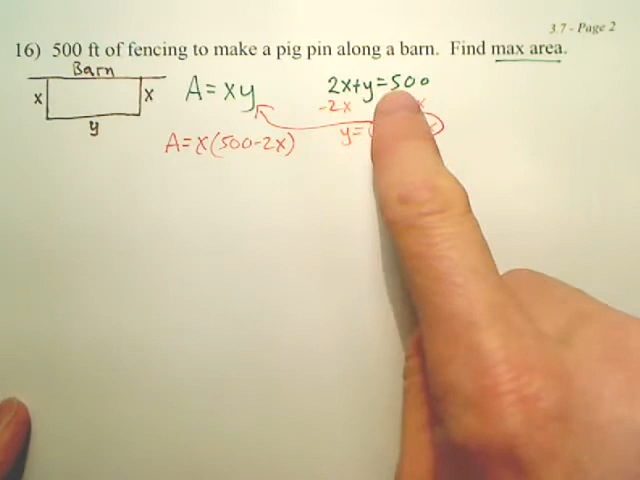 3.7 - Page 2
16) 500 ft of fencing to make a pig pin along a barn. Find max area.
Barn
x x A = xy 2x+y=500
-2x x
y
A = x(500-2x) y=(